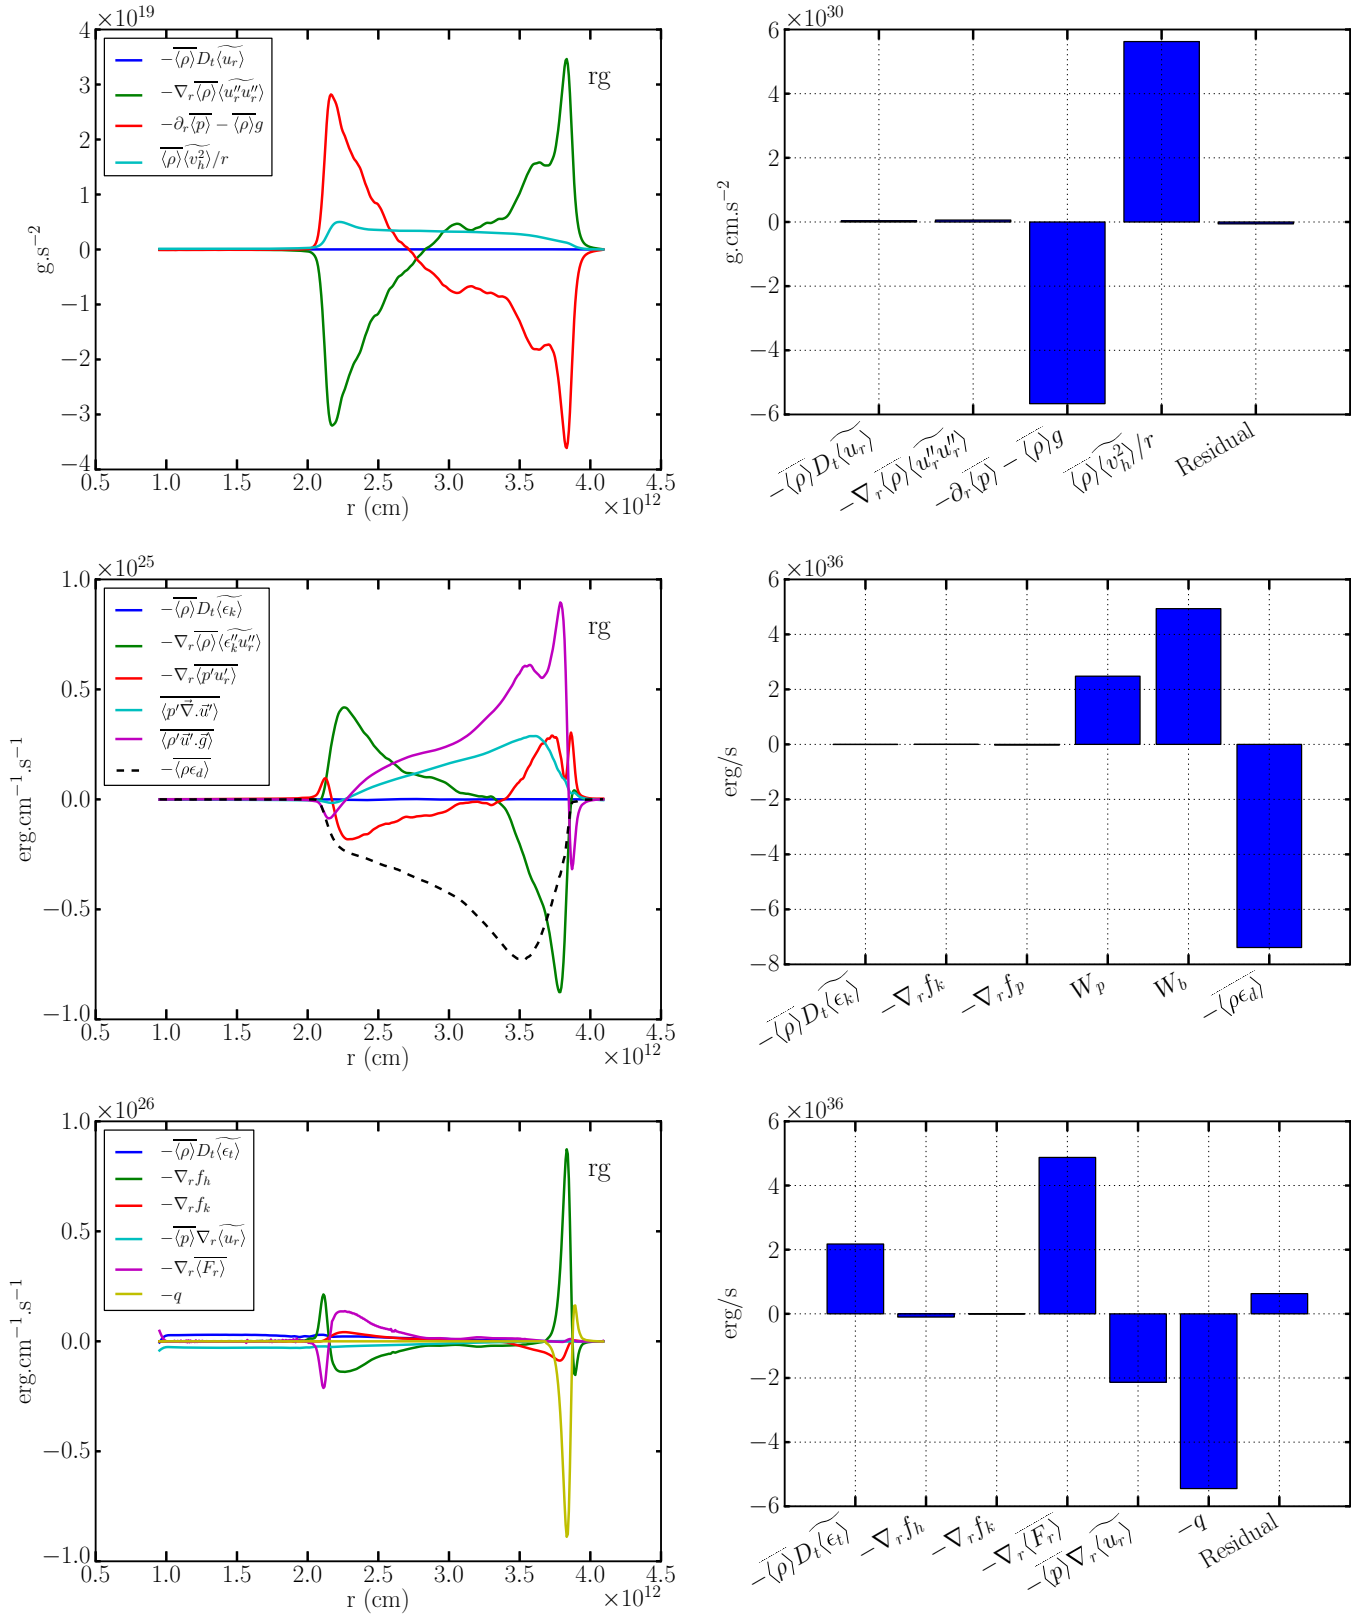 ×10^19
4
3
2
1
0
−1
−2
−3
−4
g.s^−2
0.5 1.0 1.5 2.0 2.5 3.0 3.5 4.0 4.5
r (cm)
×10^12
rg
−⟨ρ⟩D_t⟨u_r⟩
−∇_r⟨ρ⟩⟨u''_r u''_r⟩
−∂_r⟨p⟩ − ⟨ρ⟩g
⟨ρ⟩⟨v_h^2⟩/r
×10^30
6
4
2
0
−2
−4
−6
g.cm.s^−2
−⟨ρ⟩D_t⟨u_r⟩
−∇_r⟨ρ⟩⟨u''_r u''_r⟩
−∂_r⟨p⟩ − ⟨ρ⟩g
⟨ρ⟩⟨v_h^2⟩/r
Residual
×10^25
1.0
0.5
0.0
−0.5
−1.0
erg.cm^−1.s^−1
0.5 1.0 1.5 2.0 2.5 3.0 3.5 4.0 4.5
r (cm)
×10^12
rg
−⟨ρ⟩D_t⟨ϵ_k⟩
−∇_r⟨ρ⟩⟨ϵ''_k u''_r⟩
−∇_r⟨p'u'_r⟩
⟨p'∇⃗.u⃗'⟩
⟨ρ'u⃗'.g⃗⟩
−⟨ρϵ_d⟩
×10^36
6
4
2
0
−2
−4
−6
−8
erg/s
−⟨ρ⟩D_t⟨ϵ_k⟩
−∇_r f_k
−∇_r f_p
W_p
W_b
−⟨ρϵ_d⟩
×10^26
1.0
0.5
0.0
−0.5
−1.0
erg.cm^−1.s^−1
0.5 1.0 1.5 2.0 2.5 3.0 3.5 4.0 4.5
r (cm)
×10^12
rg
−⟨ρ⟩D_t⟨ϵ_t⟩
−∇_r f_h
−∇_r f_k
−⟨p⟩∇_r⟨u_r⟩
−∇_r⟨F_r⟩
−q
×10^36
6
4
2
0
−2
−4
−6
erg/s
−⟨ρ⟩D_t⟨ϵ_t⟩
−∇_r f_h
−∇_r f_k
−∇_r⟨F_r⟩
−⟨p⟩∇_r⟨u_r⟩
−q
Residual